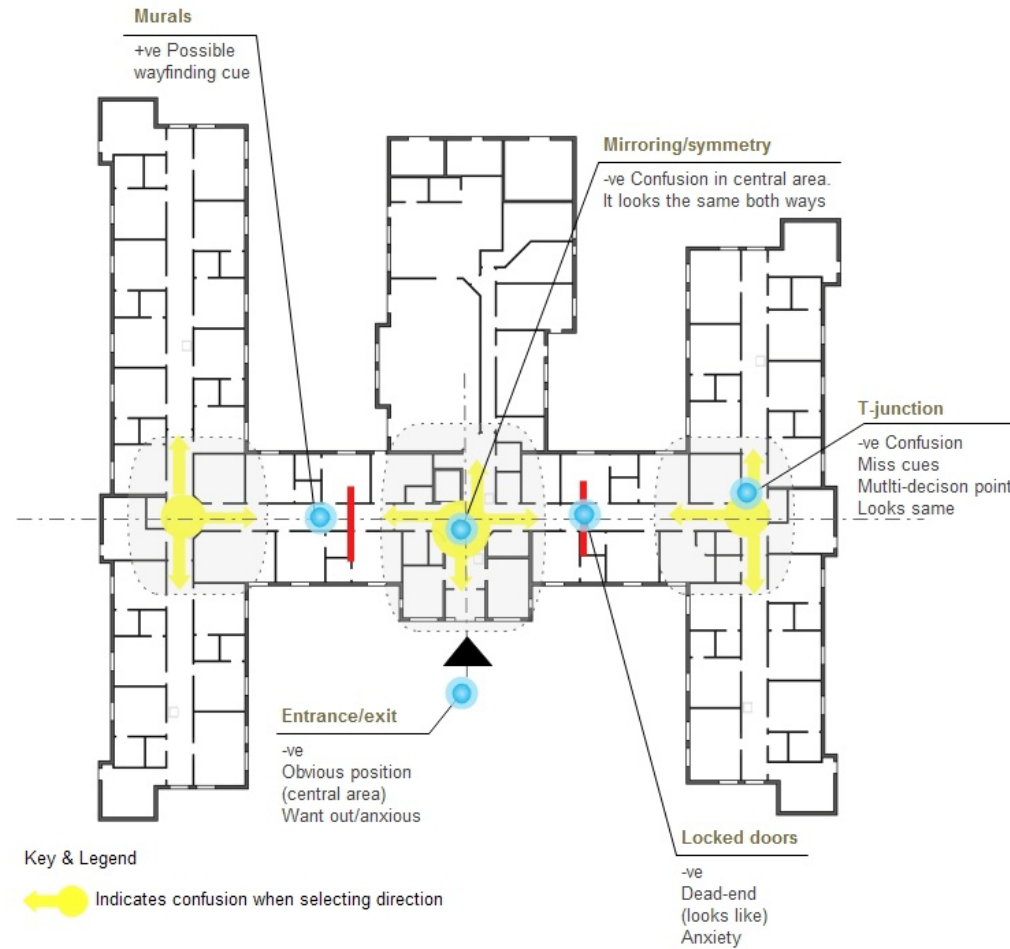 Murals
+ve Possible
wayfinding cue
Mirroring/symmetry
-ve Confusion in central area.
It looks the same both ways
T-junction
-ve Confusion
Miss cues
Mutlti-decison point
Looks same
Entrance/exit
-ve
Obvious position
(central area)
Want out/anxious
Locked doors
-ve
Dead-end
(looks like)
Anxiety
Key & Legend
Indicates confusion when selecting direction